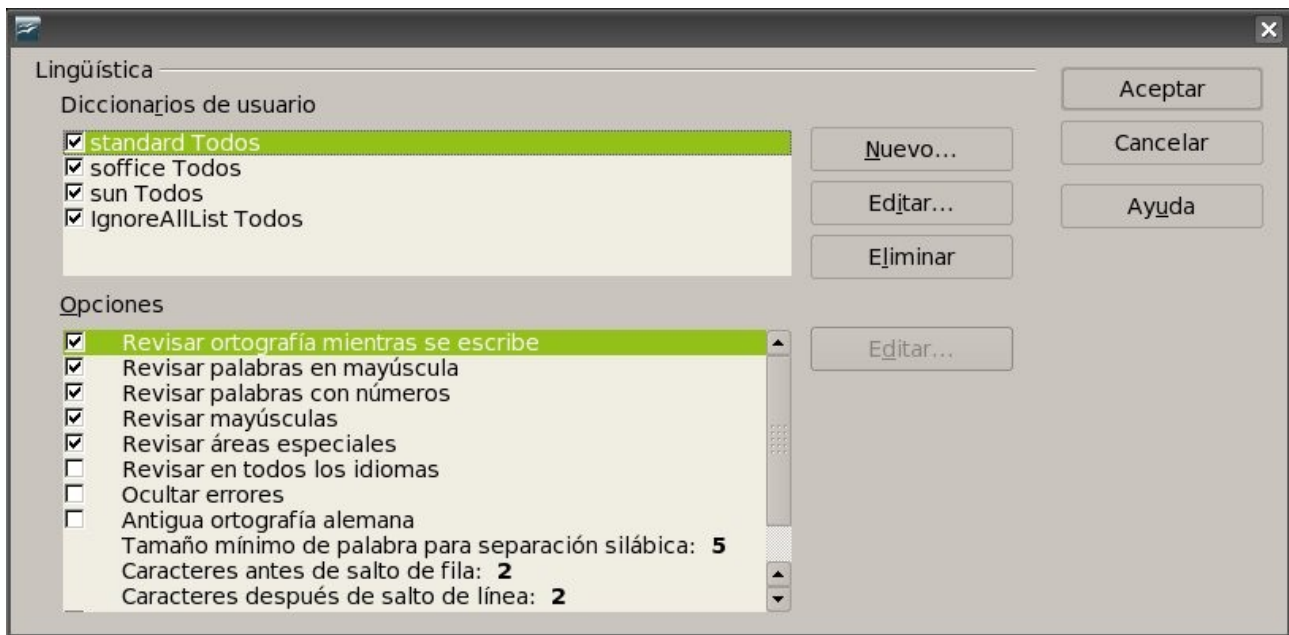 Lingüística
Diccionarios de usuario
standard Todos
soffice Todos
sun Todos
IgnoreAllList Todos
Nuevo...
Editar...
Eliminar
Aceptar
Cancelar
Ayuda
Opciones
Revisar ortografía mientras se escribe
Revisar palabras en mayúscula
Revisar palabras con números
Revisar mayúsculas
Revisar áreas especiales
Revisar en todos los idiomas
Ocultar errores
Antigua ortografía alemana
Tamaño mínimo de palabra para separación silábica: 5
Caracteres antes de salto de fila: 2
Caracteres después de salto de línea: 2
Editar...